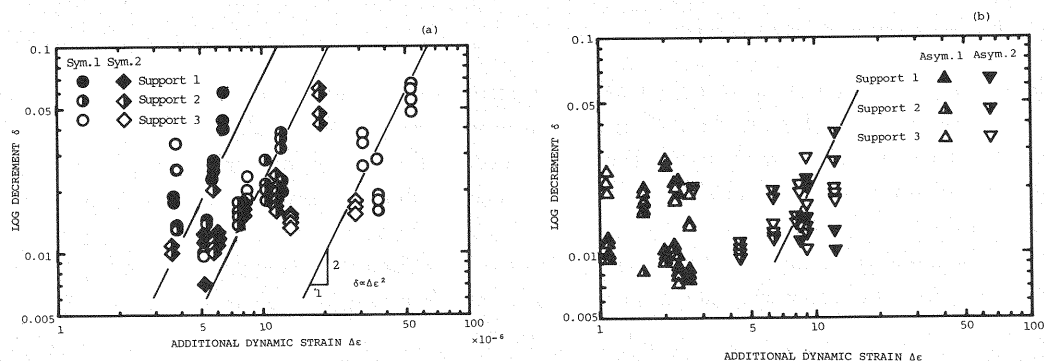 (a)
0.1
Sym.1 Sym.2
Support 1
Support 2
Support 3
0.05
LOG DECREMENT δ
0.01
0.005
2
1
δ∝Δε²
1 5 10 50 100
×10⁻⁶
ADDITIONAL DYNAMIC STRAIN Δε
(b)
0.1
Asym.1 Asym.2
Support 1
Support 2
Support 3
0.05
LOG DECREMENT δ
0.01
0.005
1 5 10 50 100
ADDITIONAL DYNAMIC STRAIN Δε